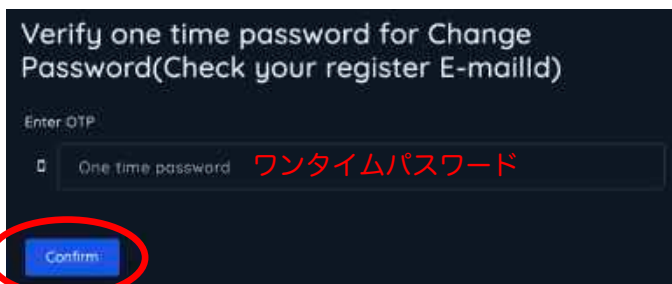 Verify one time password for Change
Password(Check your register E-mailId)
Enter OTP
One time password ワンタイムパスワード
Confirm